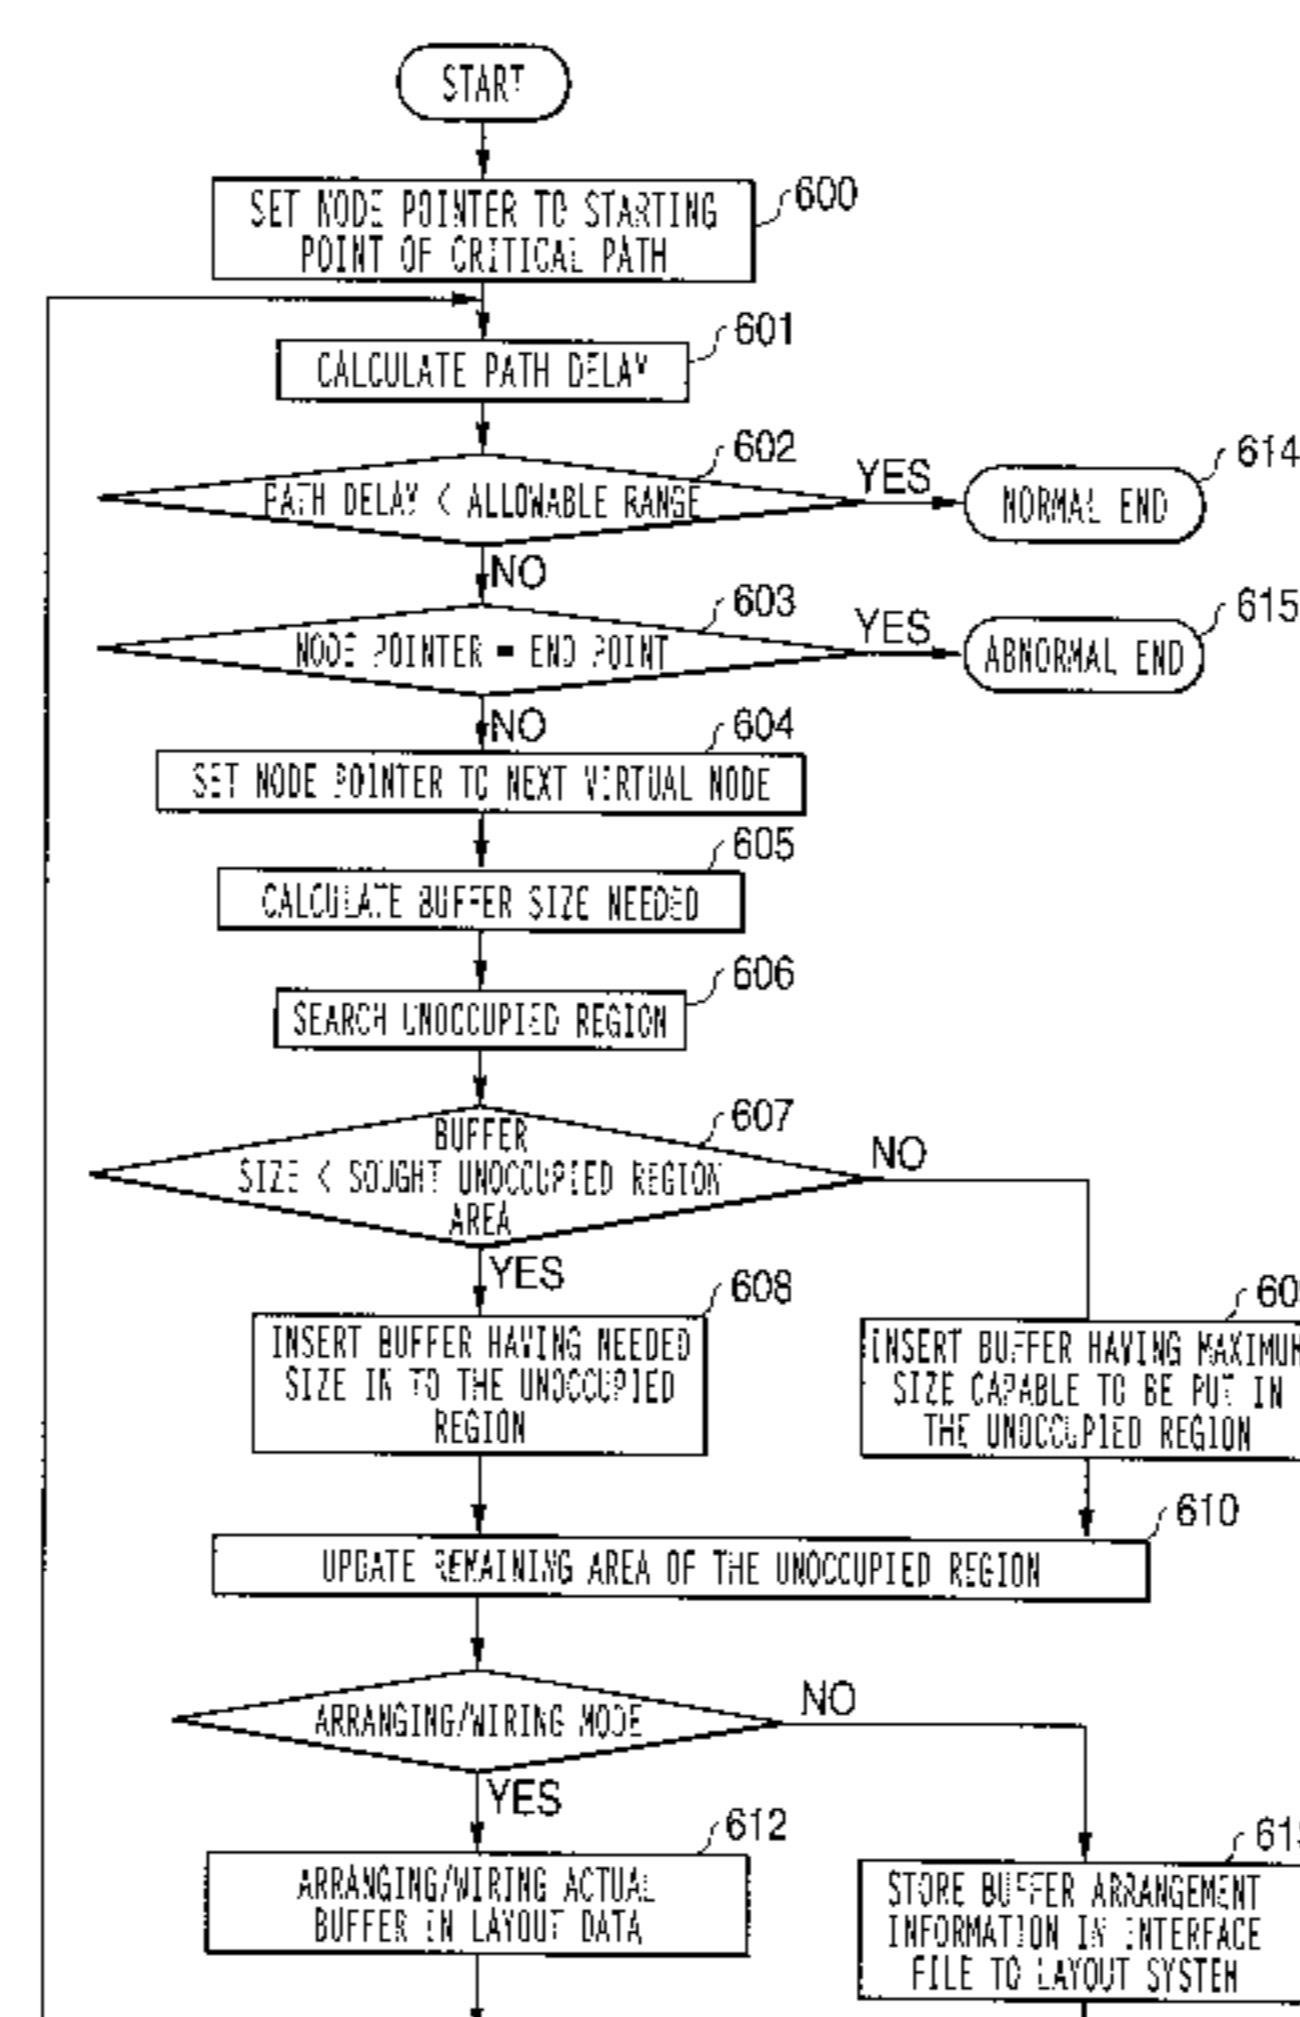 START
SET NODE POINTER TO STARTING
POINT OF CRITICAL PATH
600
CALCULATE PATH DELAY
601
PATH DELAY < ALLOWABLE RANGE
602
YES
NORMAL END
614
NO
NODE POINTER = END POINT
603
YES
ABNORMAL END
615
NO
SET NODE POINTER TO NEXT VIRTUAL NODE
604
CALCULATE BUFFER SIZE NEEDED
605
SEARCH UNOCCUPIED REGION
606
BUFFER
SIZE < SOUGHT UNOCCUPIED REGION
AREA
607
NO
YES
INSERT BUFFER HAVING NEEDED
SIZE IN TO THE UNOCCUPIED
REGION
608
INSERT BUFFER HAVING MAXIMUM
SIZE CAPABLE TO BE PUT IN
THE UNOCCUPIED REGION
UPDATE REMAINING AREA OF THE UNOCCUPIED REGION
610
ARRANGING/WIRING MODE
NO
YES
ARRANGING/WIRING ACTUAL
BUFFER IN LAYOUT DATA
612
STORE BUFFER ARRANGEMENT
INFORMATION IN INTERFACE
FILE TO LAYOUT SYSTEM